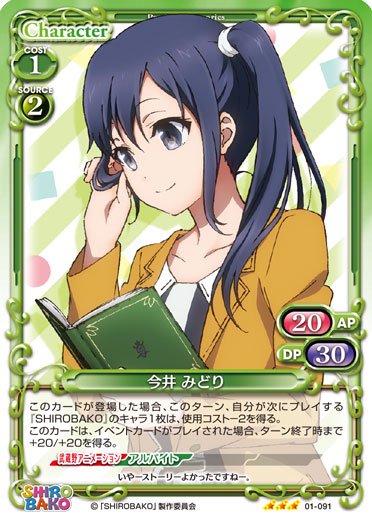 Character
COST
1
SOURCE
2
20 AP
DP 30
今井 みどり
このカードが登場した場合、このターン、自分が次にプレイする
「SHIROBAKO」のキャラ1枚は、使用コスト－2を得る。
このカードは、イベントカードがプレイされた場合、ターン終了時まで
+20/+20を得る。
武蔵野アニメーション アルバイト
いやーストーリーよかったですねー。
SHIRO
BAKO
© 「SHIROBAKO」製作委員会
★★★ 01-091